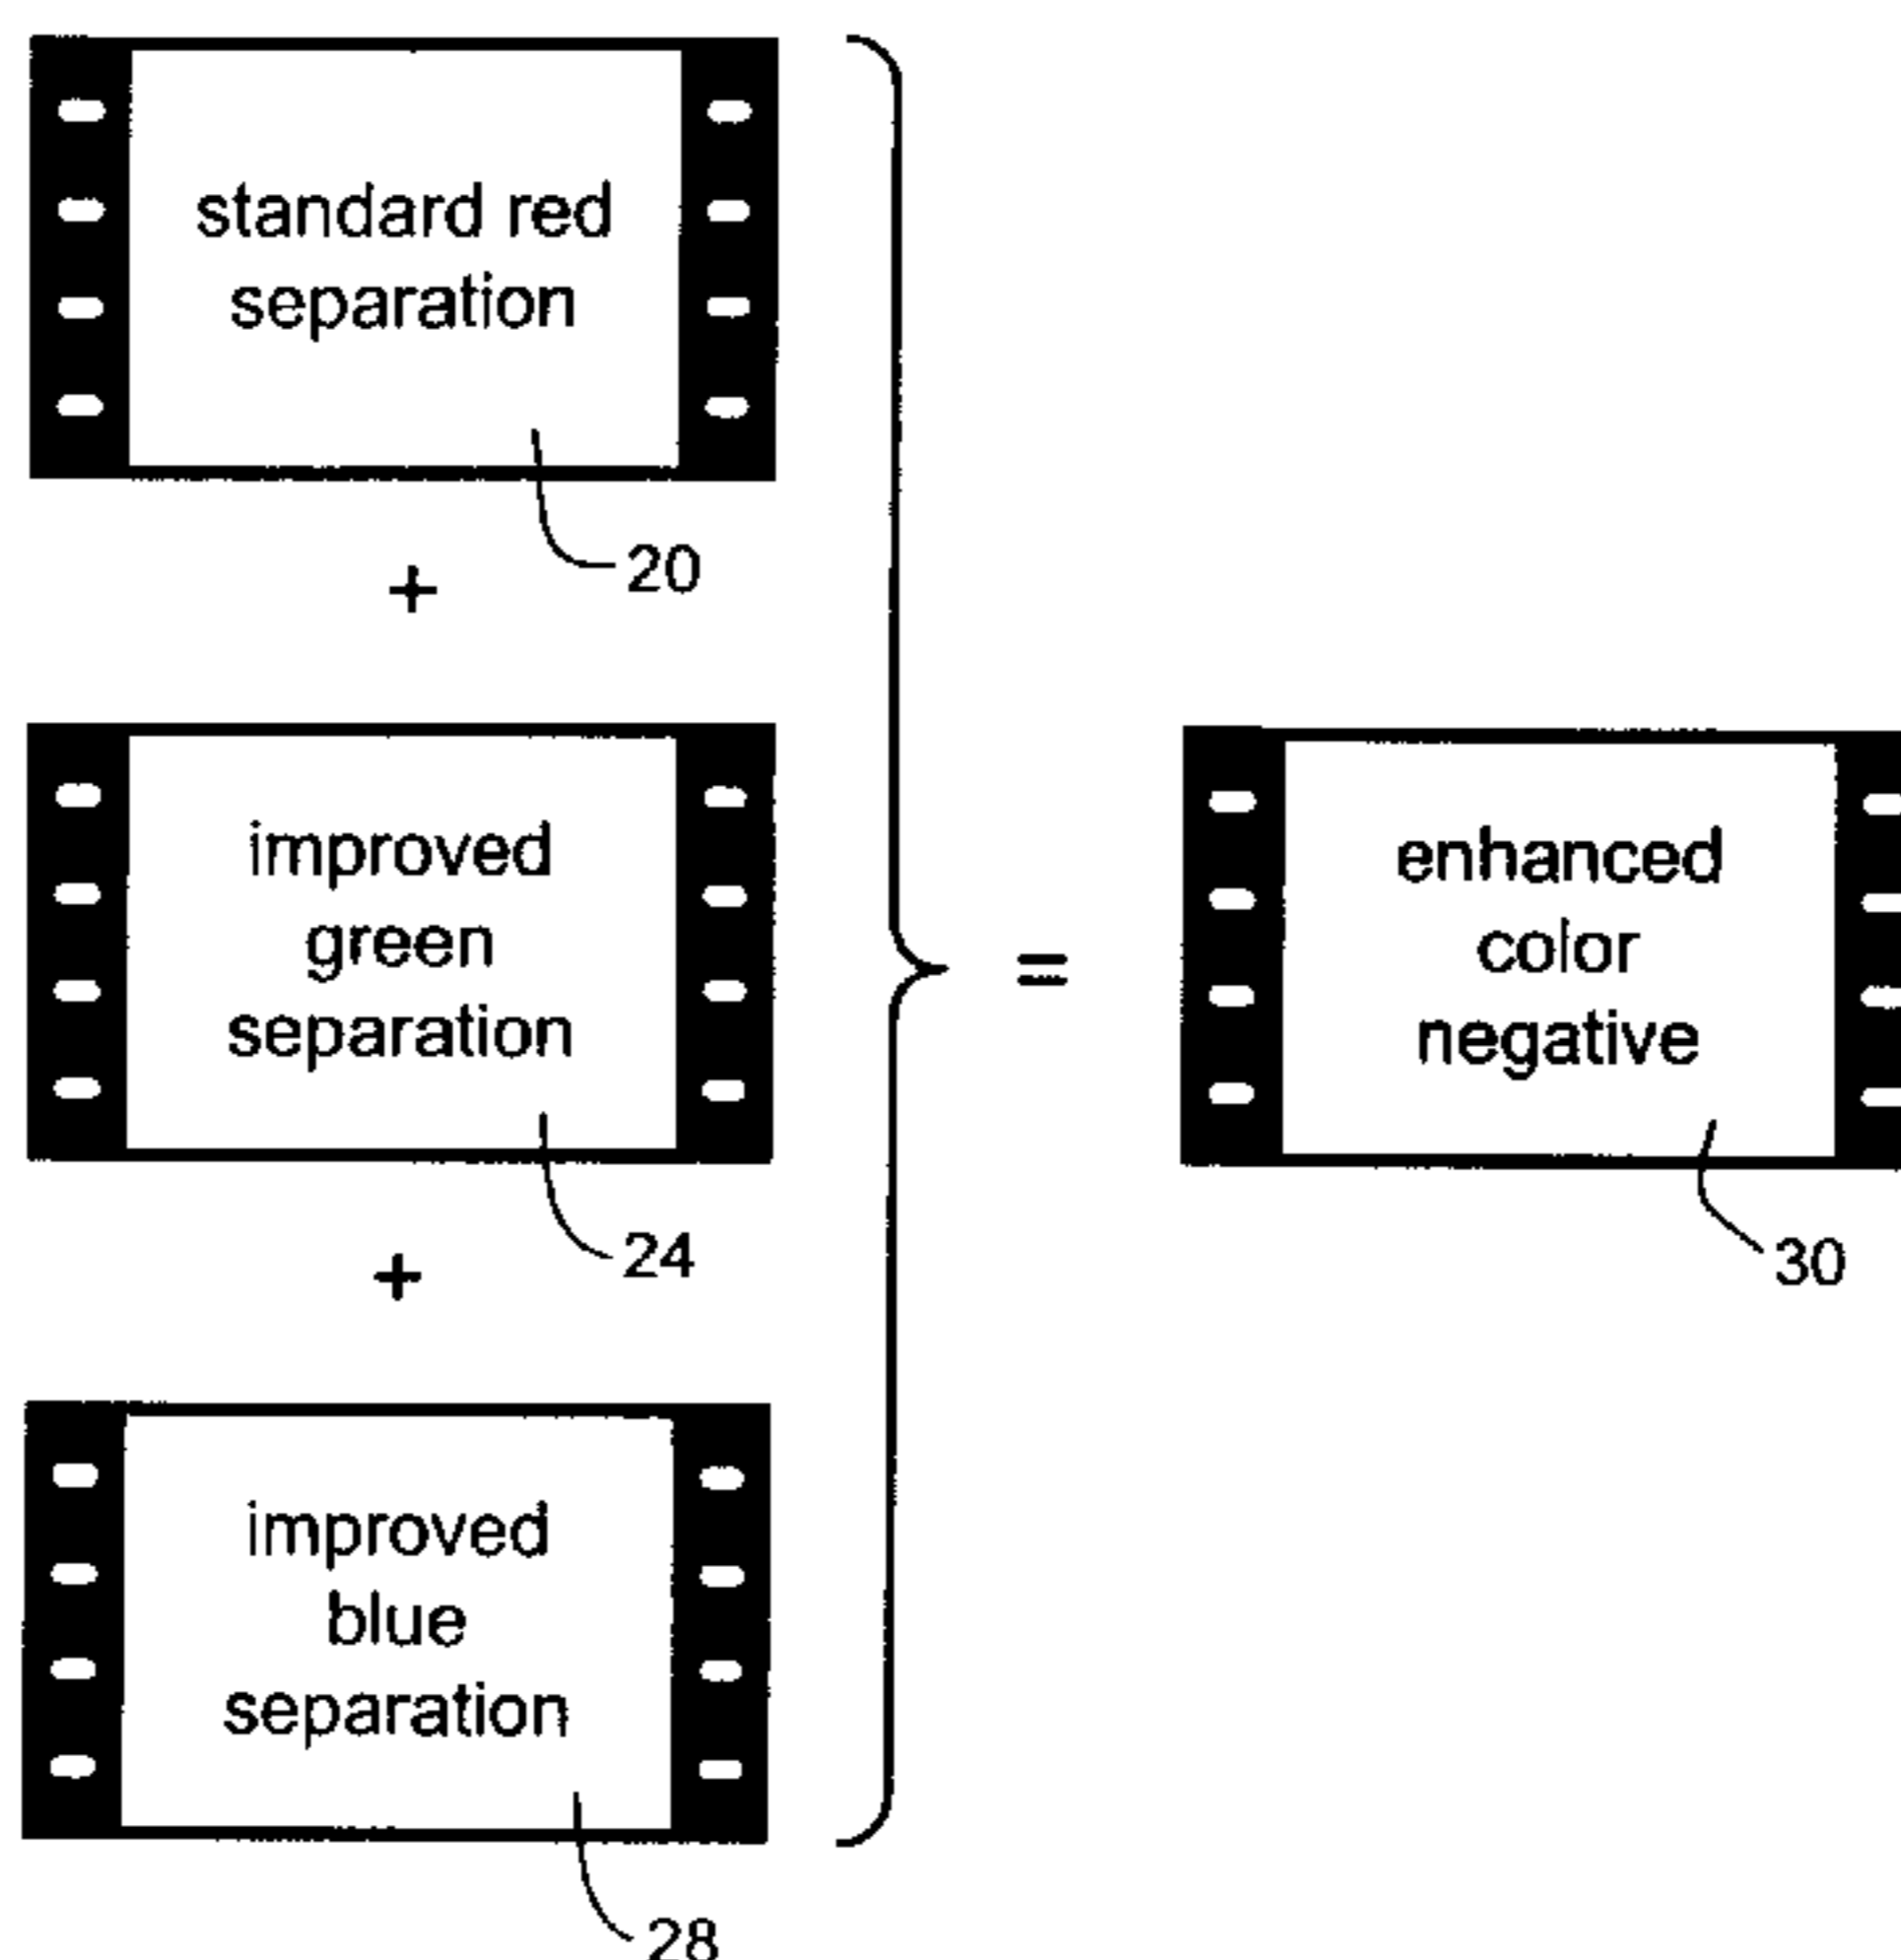 standard red
separation
20
+
improved
green
separation
24
+
improved
blue
separation
28
=
enhanced
color
negative
30